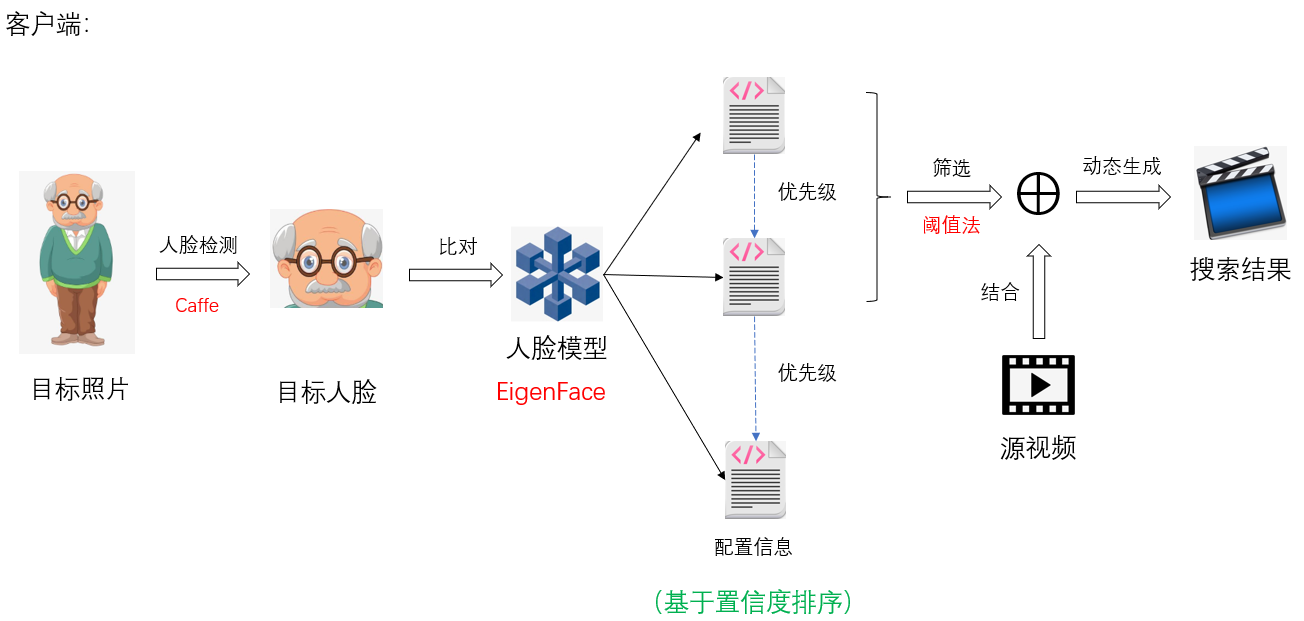 客户端：
人脸检测
Caffe
目标照片
目标人脸
比对
人脸模型
EigenFace
</>
优先级
</>
优先级
</>
配置信息
（基于置信度排序）
筛选
阈值法
结合
源视频
动态生成
搜索结果